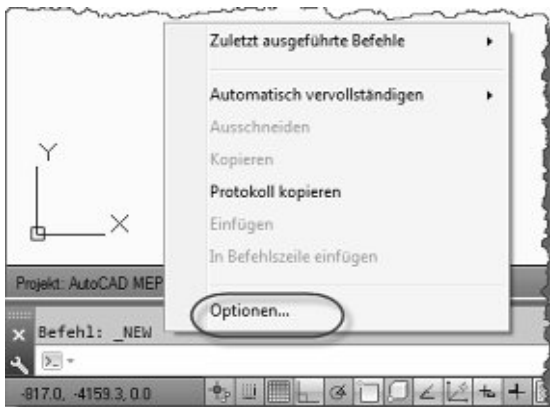 Zuletzt ausgeführte Befehle
Automatisch vervollständigen
Ausschneiden
Kopieren
Protokoll kopieren
Einfügen
In Befehlszeile einfügen
Optionen...
Y
X
Projekt: AutoCAD MEP
Befehl: _NEW
-817.0, -4159.3, 0.0